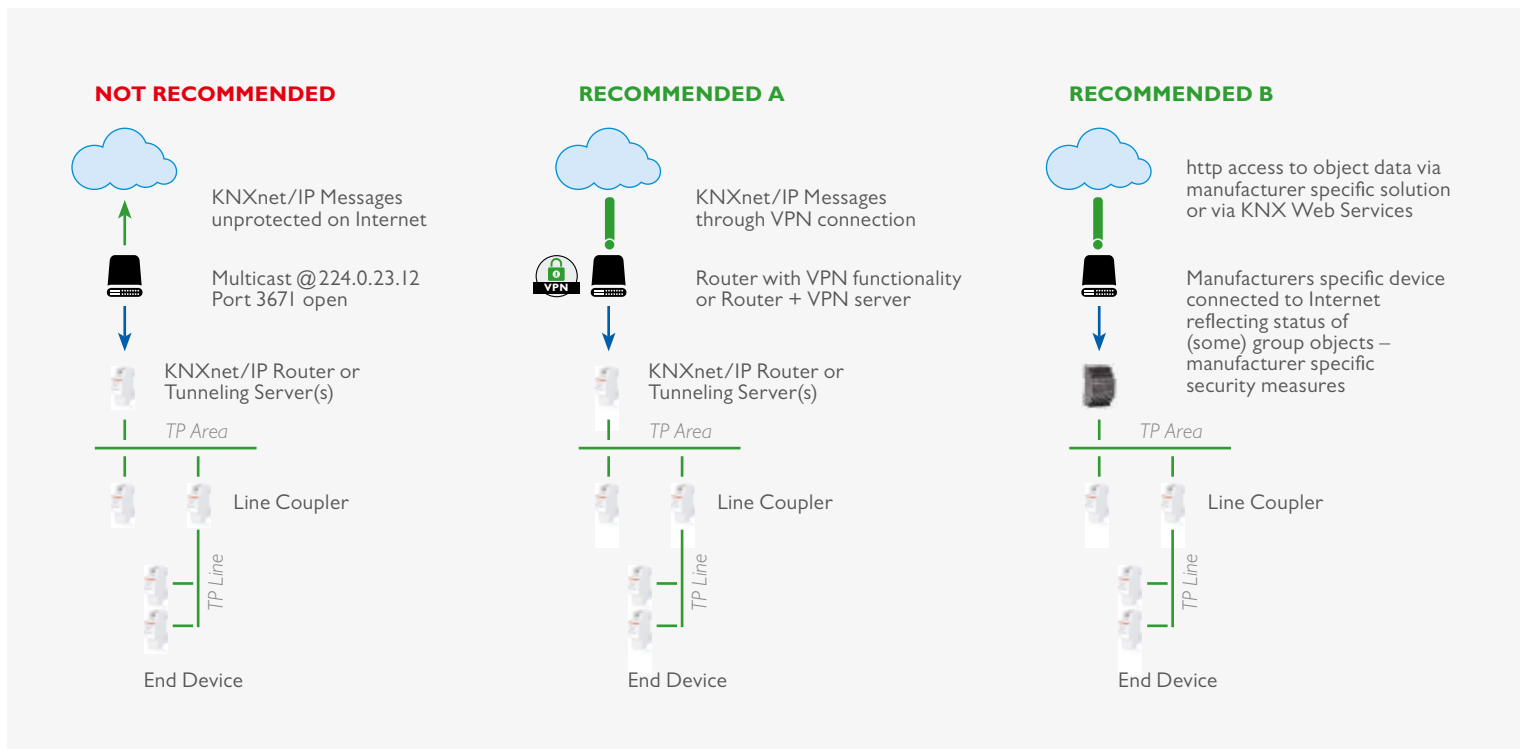 NOT RECOMMENDED
KNXnet/IP Messages
unprotected on Internet
Multicast @224.0.23.12
Port 3671 open
KNXnet/IP Router or
Tunneling Server(s)
TP Area
Line Coupler
TP Line
End Device
RECOMMENDED A
KNXnet/IP Messages
through VPN connection
VPN
Router with VPN functionality
or Router + VPN server
KNXnet/IP Router or
Tunneling Server(s)
TP Area
Line Coupler
TP Line
End Device
RECOMMENDED B
http access to object data via
manufacturer specific solution
or via KNX Web Services
Manufacturers specific device
connected to Internet
reflecting status of
(some) group objects –
manufacturer specific
security measures
TP Area
Line Coupler
TP Line
End Device